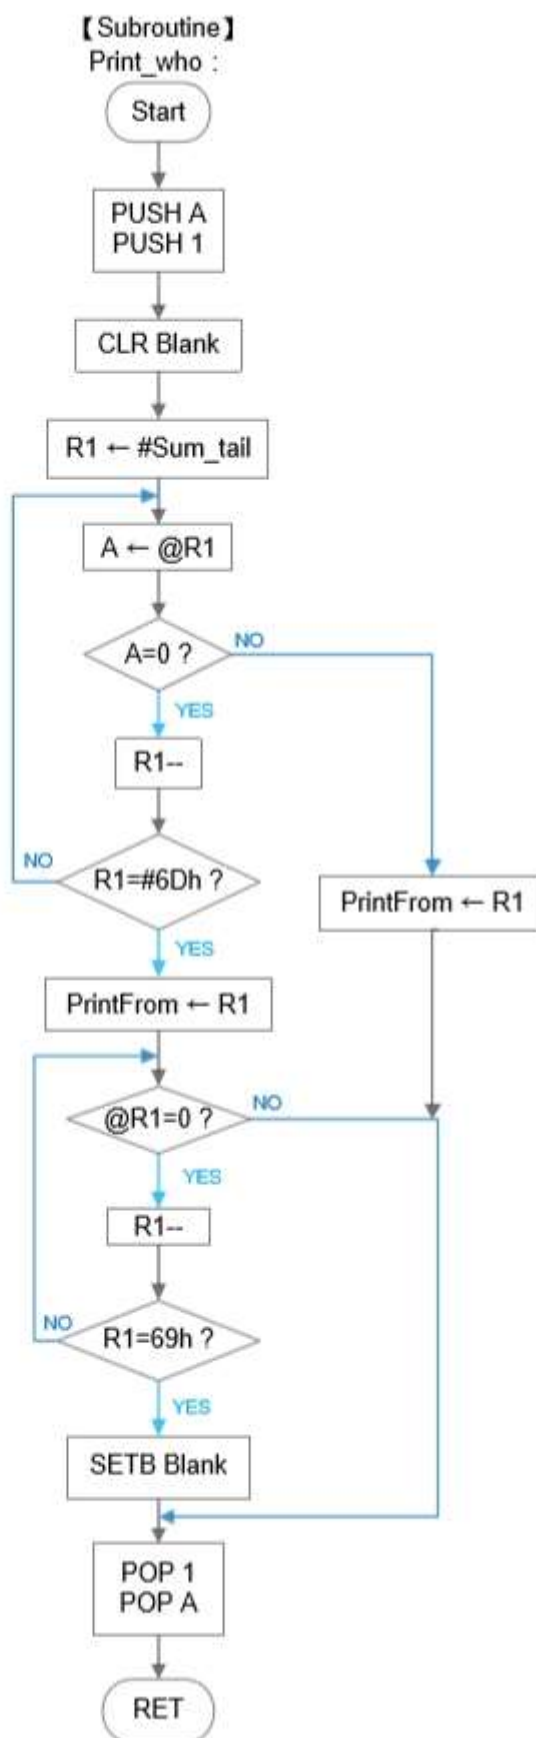 【Subroutine】
Print_who :
Start
PUSH A
PUSH 1
CLR Blank
R1 ← #Sum_tail
A ← @R1
A=0 ?
NO
YES
R1--
R1=#6Dh ?
NO
YES
PrintFrom ← R1
PrintFrom ← R1
@R1=0 ?
NO
YES
R1--
R1=69h ?
NO
YES
SETB Blank
POP 1
POP A
RET